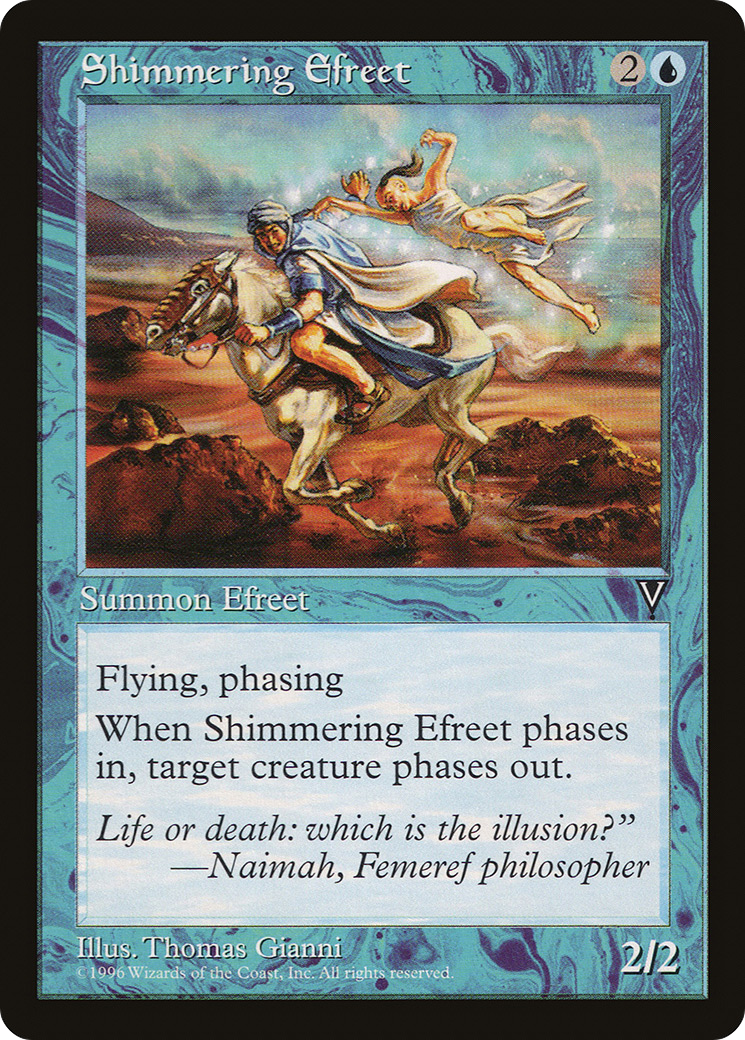 Shimmering Efreet 2
Summon Efreet
V
Flying, phasing
When Shimmering Efreet phases
in, target creature phases out.
Life or death: which is the illusion?”
—Naimah, Femeref philosopher
Illus. Thomas Gianni
©1996 Wizards of the Coast, Inc. All rights reserved.
2/2